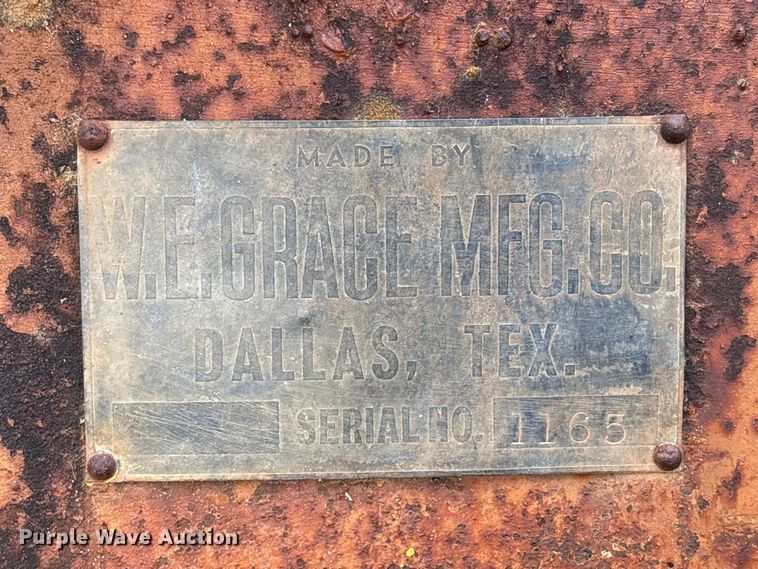 MADE BY
W.E. GRACE MFG. CO.
DALLAS, TEX.
SERIAL NO. 1165
Purple Wave Auction